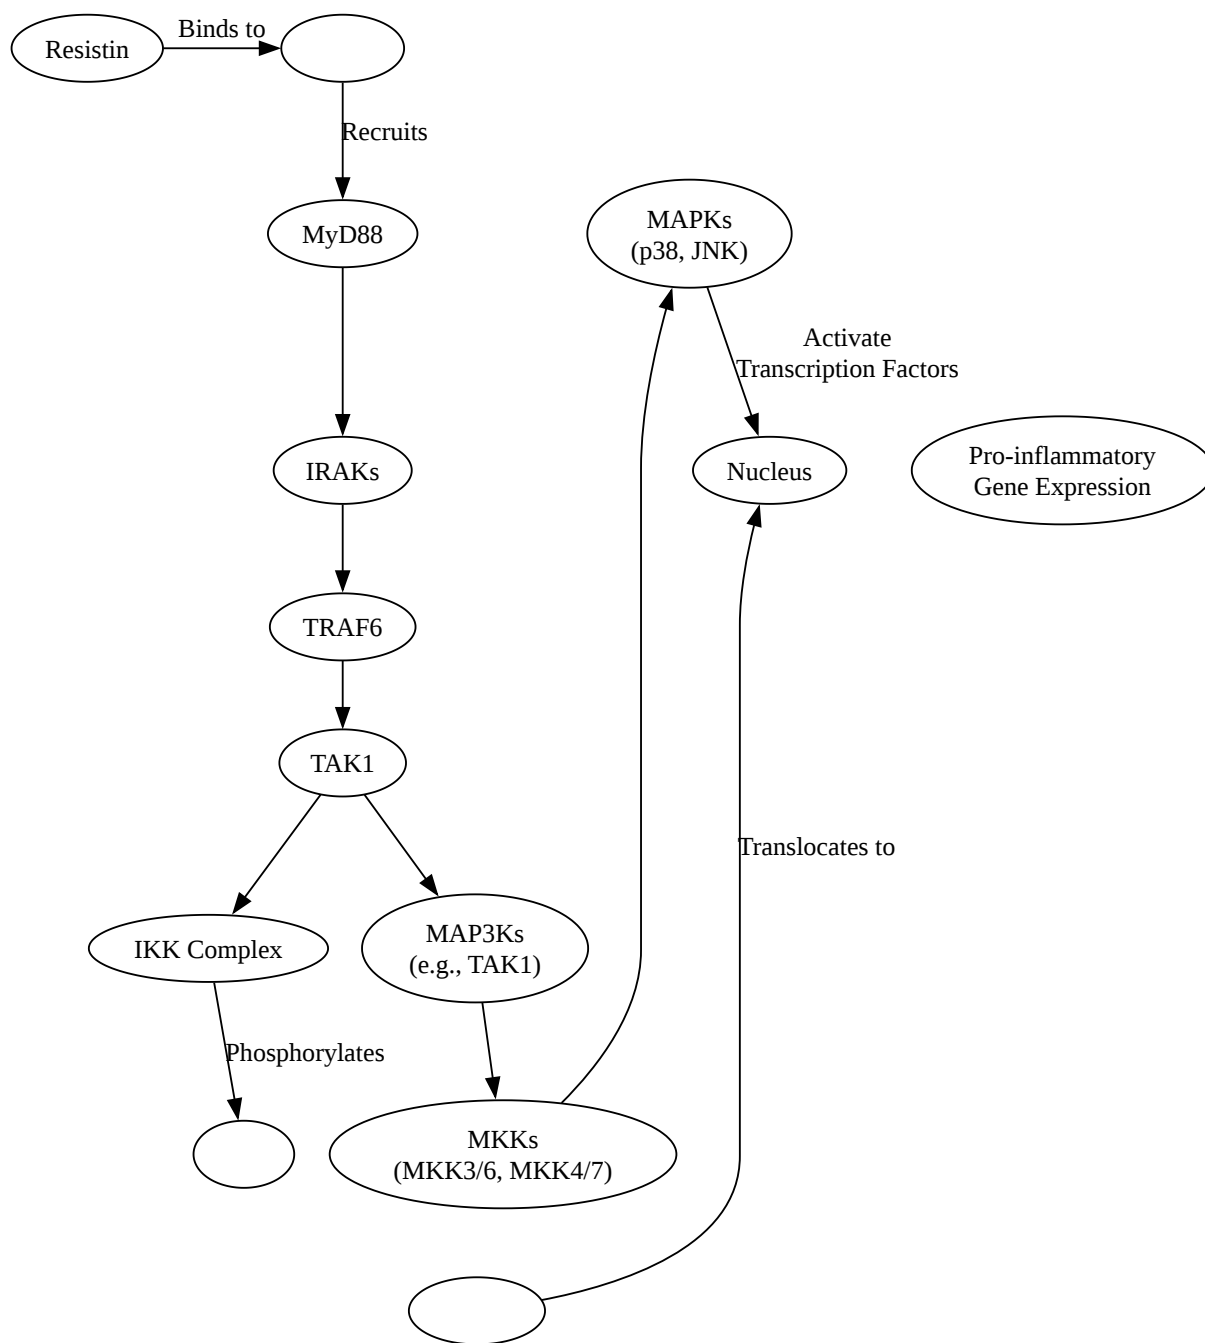 Resistin
Binds to
Recruits
MyD88
MAPKs
(p38, JNK)
Activate
Transcription Factors
IRAKs
Nucleus
Pro-inflammatory
Gene Expression
TRAF6
TAK1
Translocates to
IKK Complex
MAP3Ks
(e.g., TAK1)
Phosphorylates
MKKs
(MKK3/6, MKK4/7)